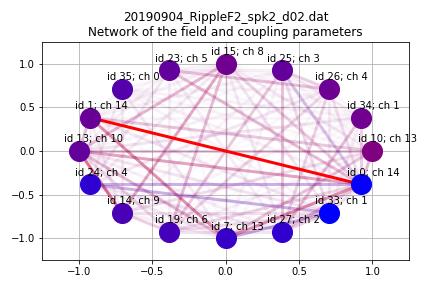 20190904_RippleF2_spk2_d02.dat
Network of the field and coupling parameters
id 15; ch 8
id 23; ch 5
id 25; ch 3
id 35; ch 0
id 26; ch 4
id 1; ch 14
id 34; ch 1
id 13; ch 10
id 10; ch 13
id 24; ch 4
id 0; ch 14
id 14; ch 9
id 33; ch 1
id 19; ch 6
id 7; ch 13
id 27; ch 2
1.0
0.5
0.0
−0.5
−1.0
−1.0
−0.5
0.0
0.5
1.0